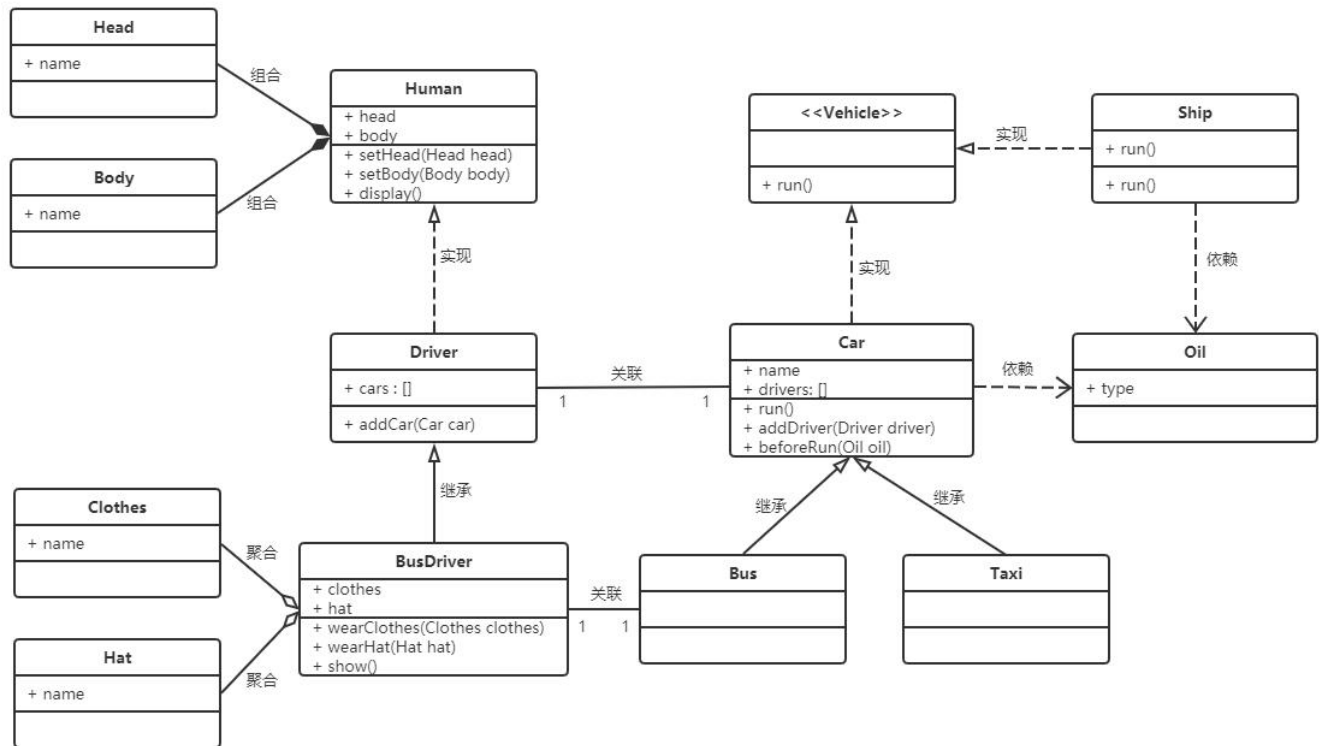 Head
+ name
组合
Body
+ name
组合
Human
+ head
+ body
+ setHead(Head head)
+ setBody(Body body)
+ display()
实现
<<Vehicle>>
+ run()
实现
Ship
+ run()
+ run()
实现
依赖
Driver
+ cars : []
+ addCar(Car car)
关联
1
1
Car
+ name
+ drivers: []
+ run()
+ addDriver(Driver driver)
+ beforeRun(Oil oil)
依赖
Oil
+ type
继承
继承
继承
Clothes
+ name
聚合
Hat
+ name
聚合
BusDriver
+ clothes
+ hat
+ wearClothes(Clothes clothes)
+ wearHat(Hat hat)
+ show()
关联
1
1
Bus
Taxi